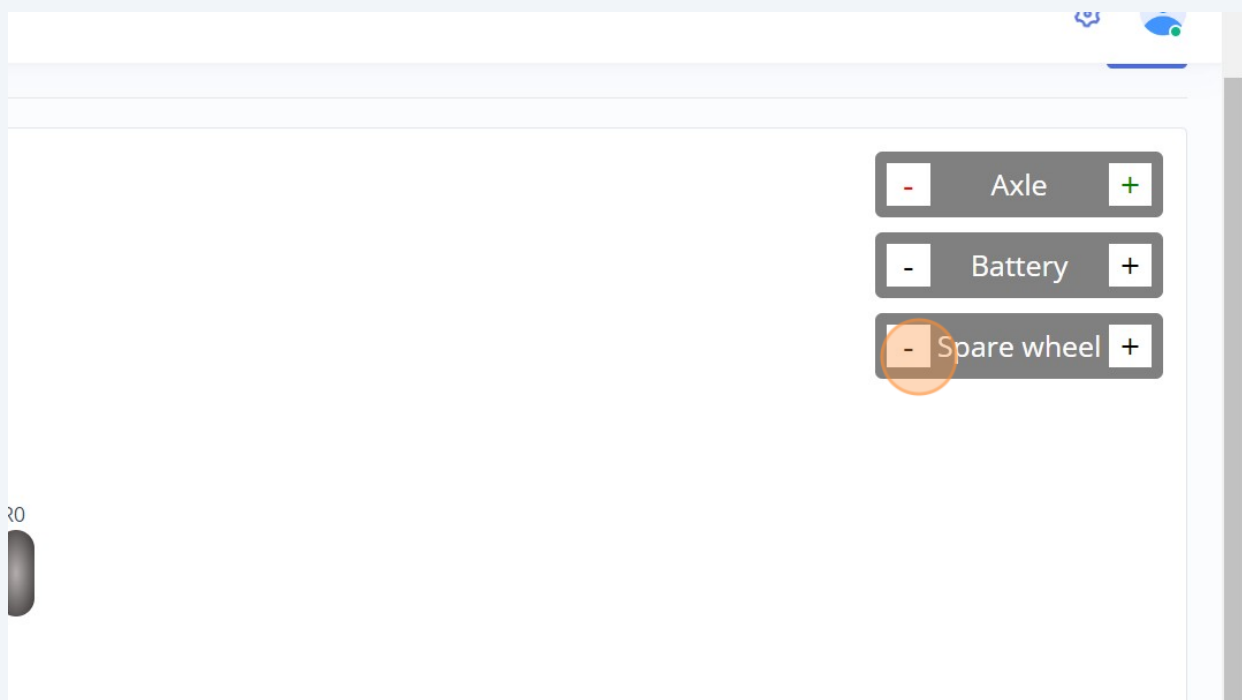 - Axle +
- Battery +
- Spare wheel +